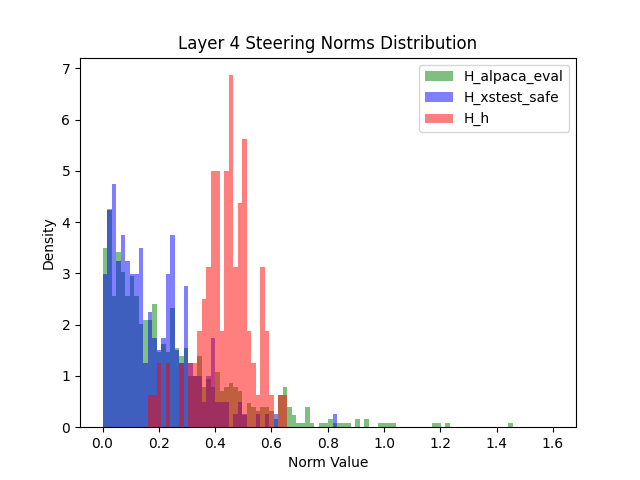 Layer 4 Steering Norms Distribution
H_alpaca_eval
H_xstest_safe
H_h
Density
7
6
5
4
3
2
1
0
0.0 0.2 0.4 0.6 0.8 1.0 1.2 1.4 1.6
Norm Value